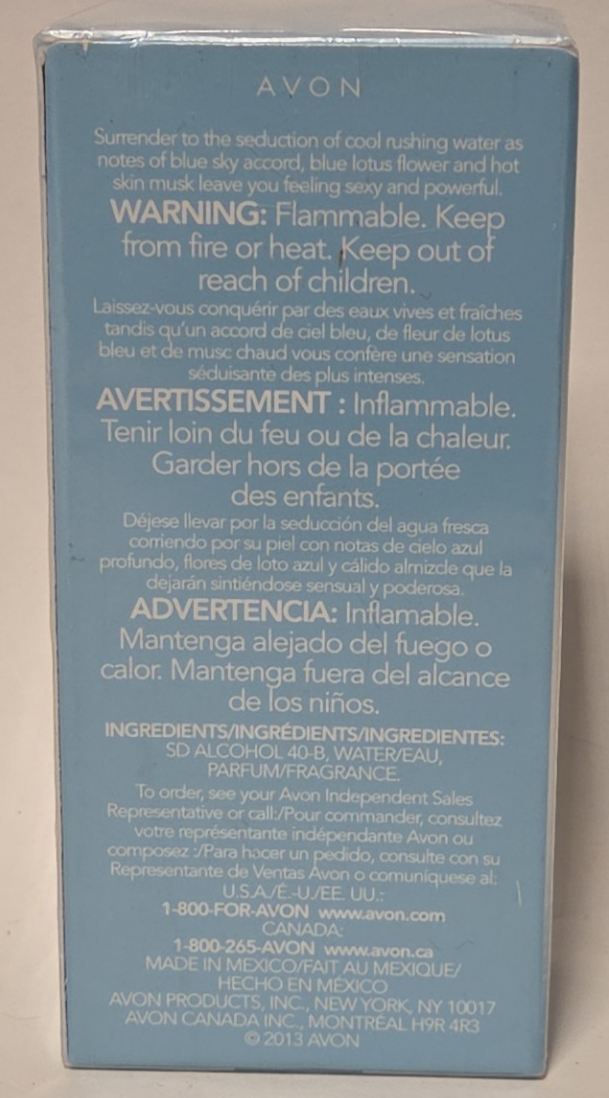 AVON
Surrender to the seduction of cool rushing water as
notes of blue sky accord, blue lotus flower and hot
skin musk leave you feeling sexy and powerful.
WARNING: Flammable. Keep
from fire or heat. Keep out of
reach of children.
Laissez-vous conquérir par des eaux vives et fraîches
tandis qu'un accord de ciel bleu, de fleur de lotus
bleu et de musc chaud vous confère une sensation
séduisante des plus intenses.
AVERTISSEMENT : Inflammable.
Tenir loin du feu ou de la chaleur.
Garder hors de la portée
des enfants.
Déjese llevar por la seducción del agua fresca
corriendo por su piel con notas de cielo azul
profundo, flores de loto azul y cálido almizcle que la
dejarán sintiéndose sensual y poderosa.
ADVERTENCIA: Inflamable.
Mantenga alejado del fuego o
calor. Mantenga fuera del alcance
de los niños.
INGREDIENTS/INGRÉDIENTS/INGREDIENTES:
SD ALCOHOL 40-B, WATER/EAU,
PARFUM/FRAGRANCE.
To order, see your Avon Independent Sales
Representative or call:/Pour commander, consultez
votre représentante indépendante Avon ou
composez :/Para hacer un pedido, consulte con su
Representante de Ventas Avon o comuníquese al:
U.S.A./É.-U./EE. UU.:
1-800-FOR-AVON www.avon.com
CANADA:
1-800-265-AVON www.avon.ca
MADE IN MEXICO/FAIT AU MEXIQUE/
HECHO EN MÉXICO
AVON PRODUCTS, INC., NEW YORK, NY 10017
AVON CANADA INC., MONTRÉAL H9R 4R3
© 2013 AVON